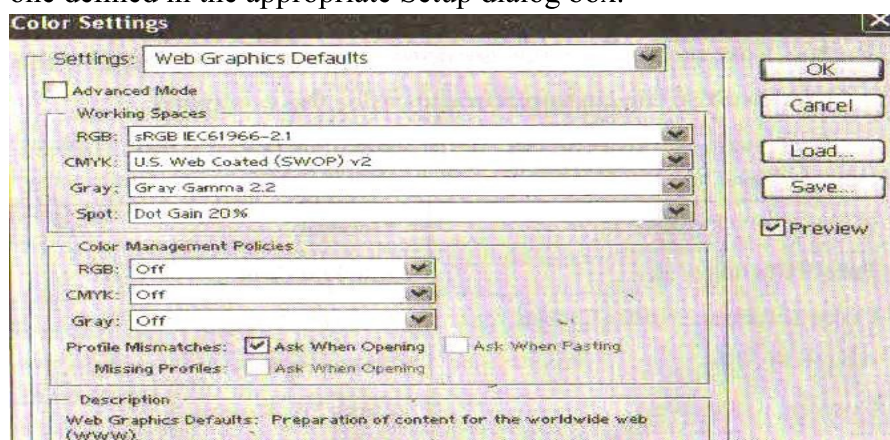 one defined in the appropriate Setup dialog box.
Color Settings
Settings: Web Graphics Defaults
OK
Advanced Mode
Cancel
Working Spaces
RGB: sRGB IEC61966-2.1
CMYK: U.S. Web Coated (SWOP) v2
Load...
Gray: Gray Gamma 2.2
Save...
Spot: Dot Gain 20%
Preview
Color Management Policies
RGB: Off
CMYK: Off
Gray: Off
Profile Mismatches: Ask When Opening Ask When Pasting
Missing Profiles: Ask When Opening
Description
Web Graphics Defaults: Preparation of content for the worldwide web
(WWW).